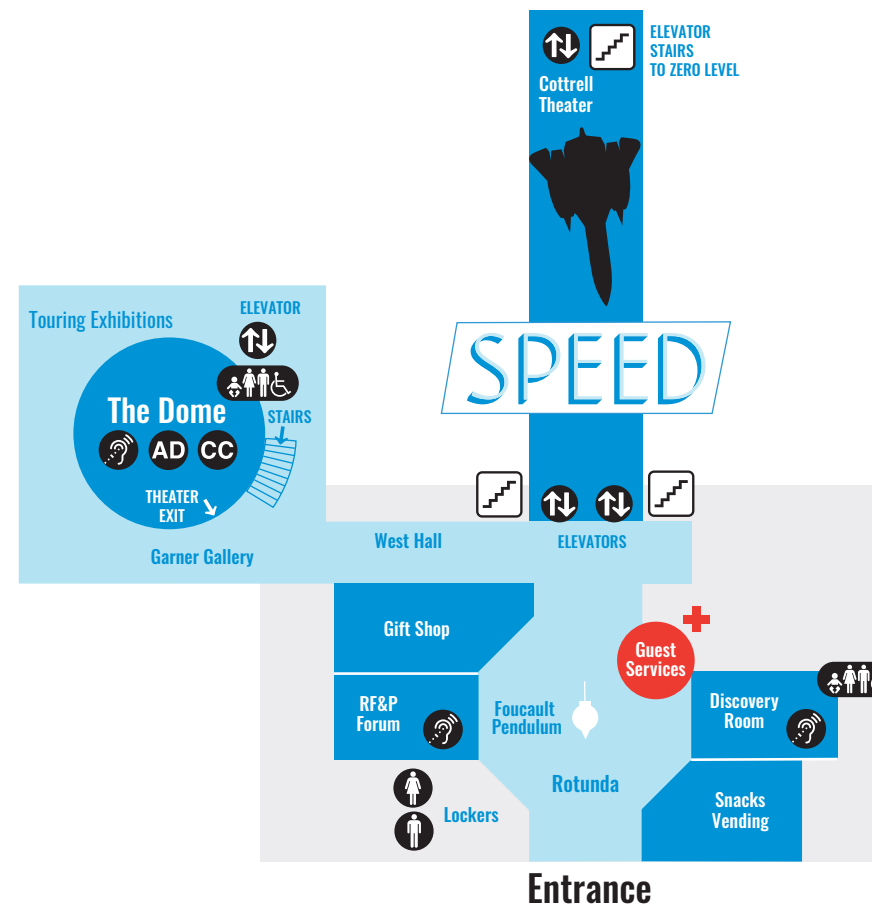 ELEVATOR
STAIRS
TO ZERO LEVEL
Cottrell
Theater
SPEED
Touring Exhibitions
ELEVATOR
The Dome
STAIRS
AD
CC
THEATER
EXIT
Garner Gallery
West Hall
ELEVATORS
Gift Shop
Guest
Services
RF&P
Forum
Foucault
Pendulum
Discovery
Room
Rotunda
Lockers
Snacks
Vending
Entrance